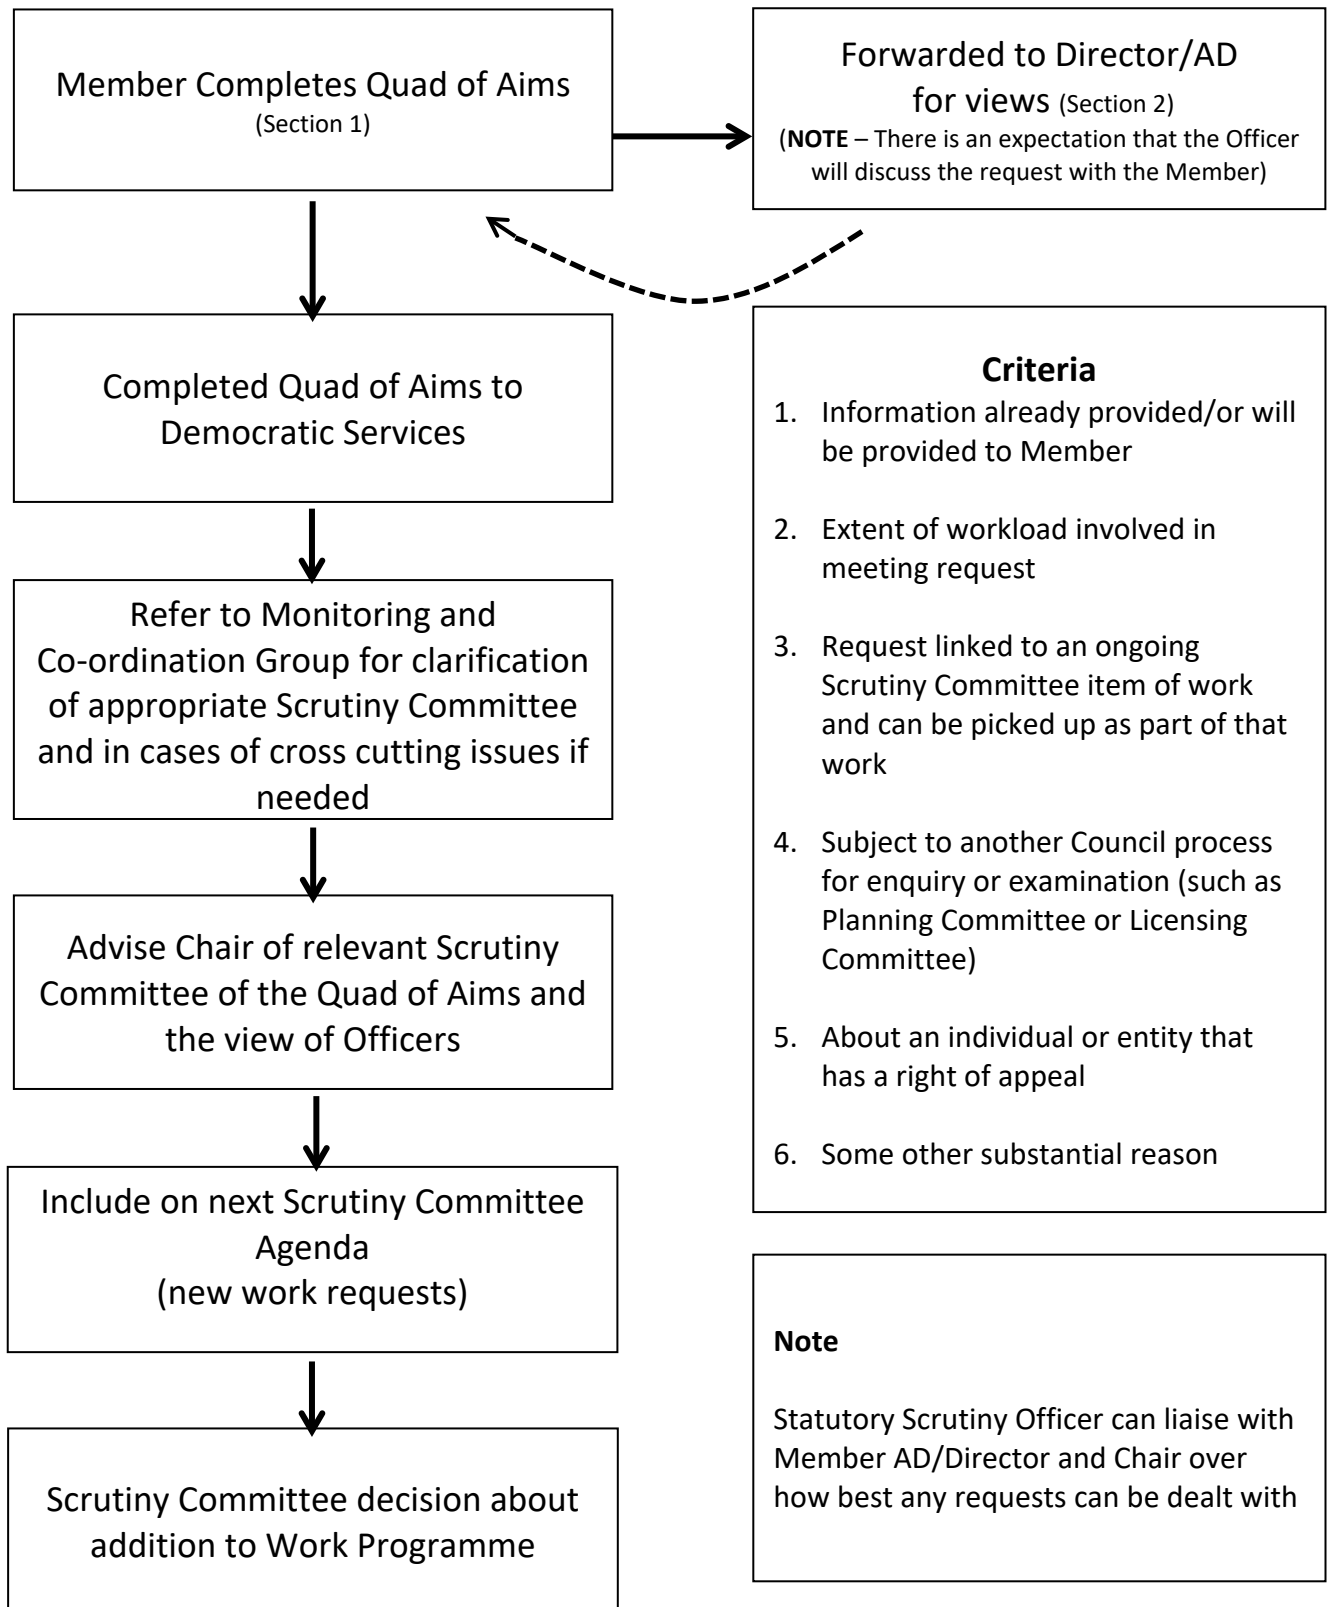 Member Completes Quad of Aims
(Section 1)
Forwarded to Director/AD
for views (Section 2)
(NOTE – There is an expectation that the Officer
will discuss the request with the Member)
Completed Quad of Aims to
Democratic Services
Refer to Monitoring and
Co-ordination Group for clarification
of appropriate Scrutiny Committee
and in cases of cross cutting issues if
needed
Advise Chair of relevant Scrutiny
Committee of the Quad of Aims and
the view of Officers
Include on next Scrutiny Committee
Agenda
(new work requests)
Scrutiny Committee decision about
addition to Work Programme
Criteria
1. Information already provided/or will
be provided to Member
2. Extent of workload involved in
meeting request
3. Request linked to an ongoing
Scrutiny Committee item of work
and can be picked up as part of that
work
4. Subject to another Council process
for enquiry or examination (such as
Planning Committee or Licensing
Committee)
5. About an individual or entity that
has a right of appeal
6. Some other substantial reason
Note
Statutory Scrutiny Officer can liaise with
Member AD/Director and Chair over
how best any requests can be dealt with